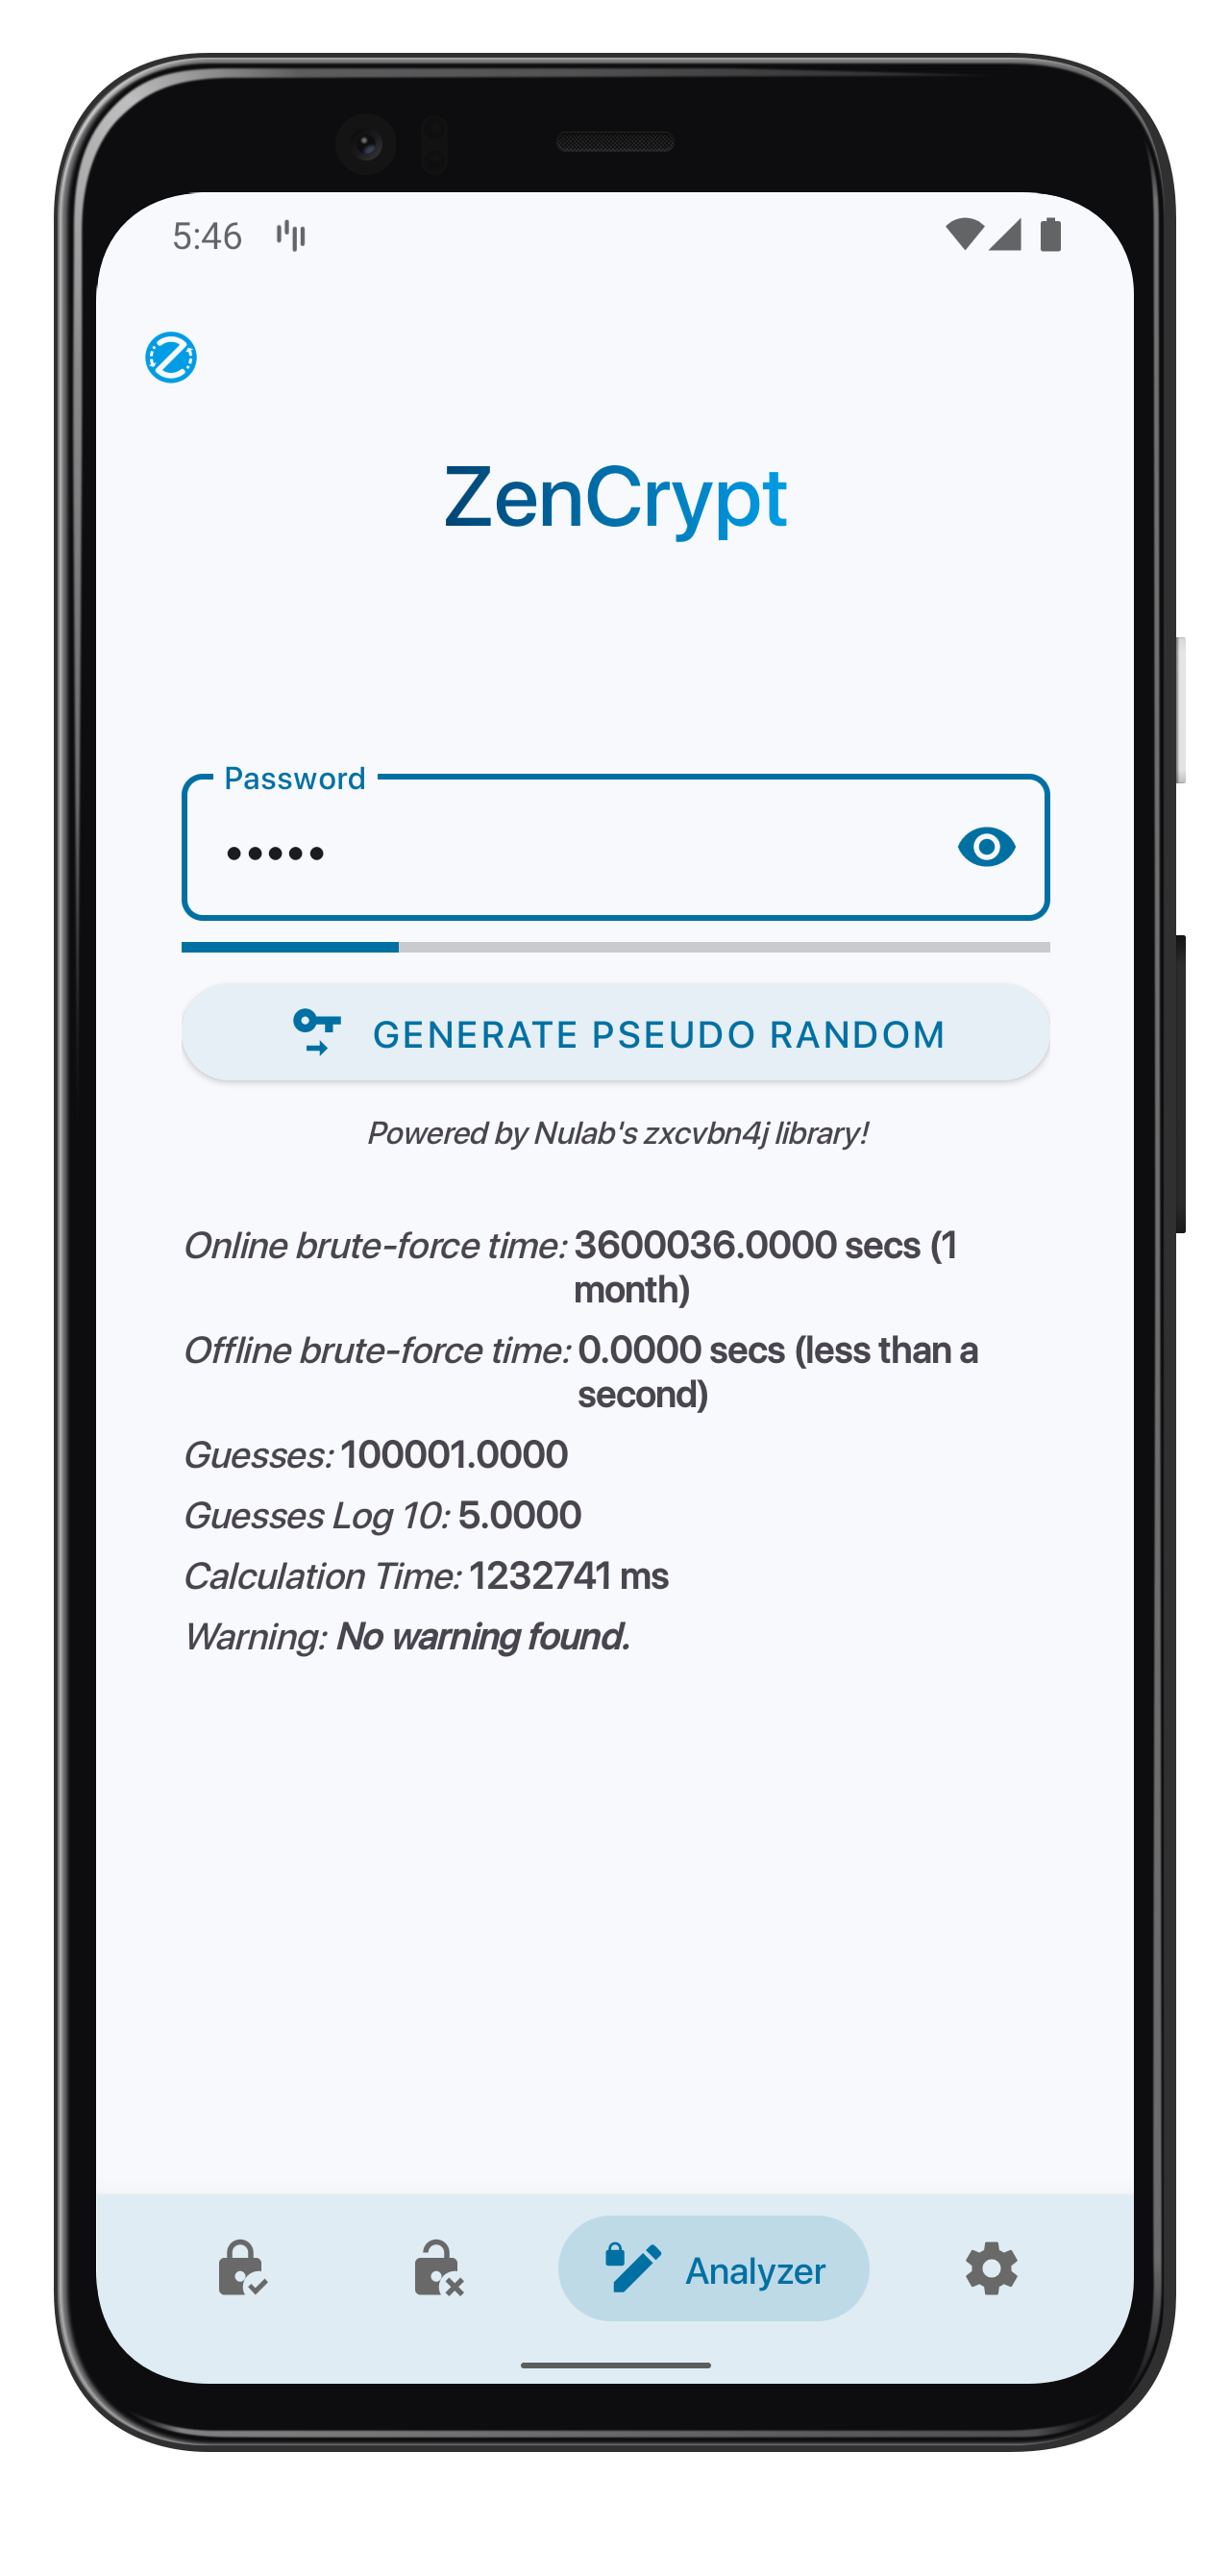 5:46
ZenCrypt
Password
•••••
GENERATE PSEUDO RANDOM
Powered by Nulab's zxcvbn4j library!
Online brute-force time: 3600036.0000 secs (1
month)
Offline brute-force time: 0.0000 secs (less than a
second)
Guesses: 100001.0000
Guesses Log 10: 5.0000
Calculation Time: 1232741 ms
Warning: No warning found.
Analyzer